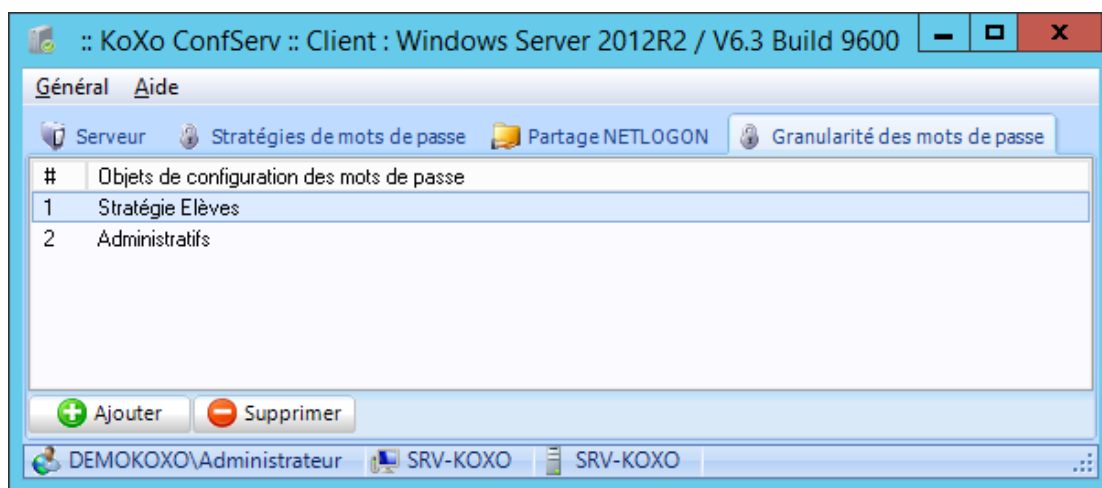 :: KoXo ConfServ :: Client : Windows Server 2012R2 / V6.3 Build 9600
Général Aide
Serveur Stratégies de mots de passe Partage NETLOGON Granularité des mots de passe
# Objets de configuration des mots de passe
1 Stratégie Elèves
2 Administratifs
Ajouter Supprimer
DEMOKOXO\Administrateur SRV-KOXO SRV-KOXO